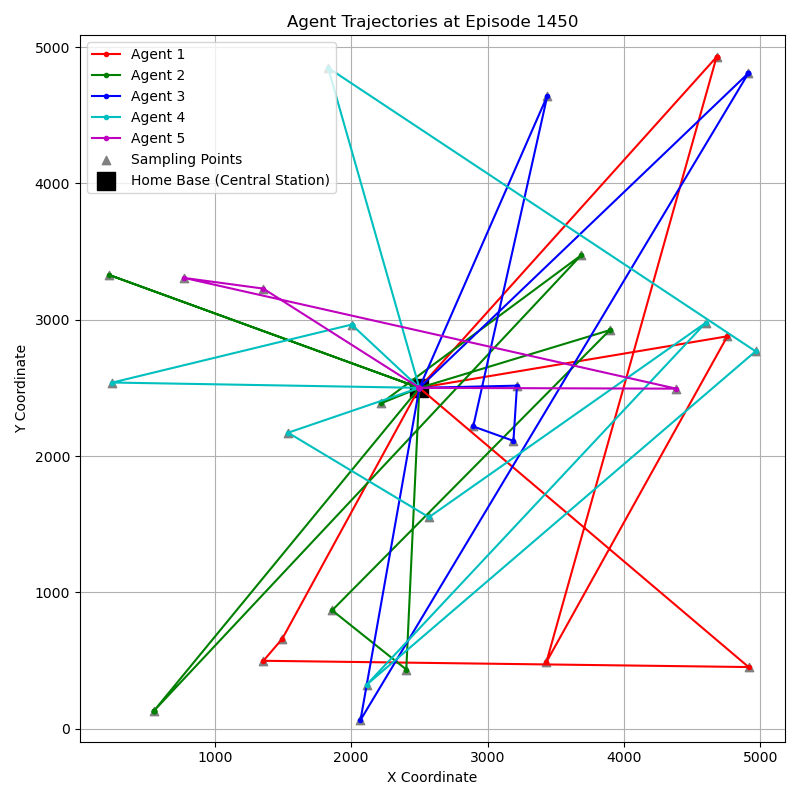 Agent Trajectories at Episode 1450
5000
4000
3000
2000
1000
0
Y Coordinate
Agent 1
Agent 2
Agent 3
Agent 4
Agent 5
Sampling Points
Home Base (Central Station)
1000 2000 3000 4000 5000
X Coordinate